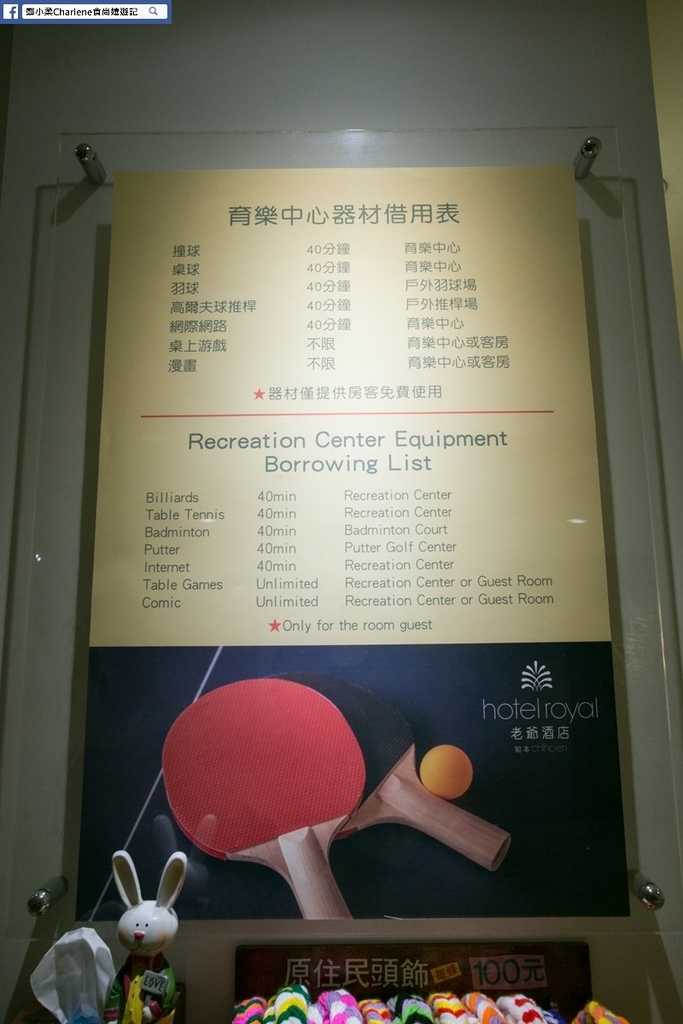 鄭小柔Charlene食尚嬉遊記
育樂中心器材借用表
撞球 40分鐘 育樂中心
桌球 40分鐘 育樂中心
羽球 40分鐘 戶外羽球場
高爾夫球推桿 40分鐘 戶外推桿場
網際網路 40分鐘 育樂中心
桌上游戲 不限 育樂中心或客房
漫畫 不限 育樂中心或客房
★器材僅提供房客免費使用
Recreation Center Equipment
Borrowing List
Billiards 40min Recreation Center
Table Tennis 40min Recreation Center
Badminton 40min Badminton Court
Putter 40min Putter Golf Center
Internet 40min Recreation Center
Table Games Unlimited Recreation Center or Guest Room
Comic Unlimited Recreation Center or Guest Room
★Only for the room guest
hotel royal
老爺酒店
知本 chihpen
LOVE
原住民頭飾 100元